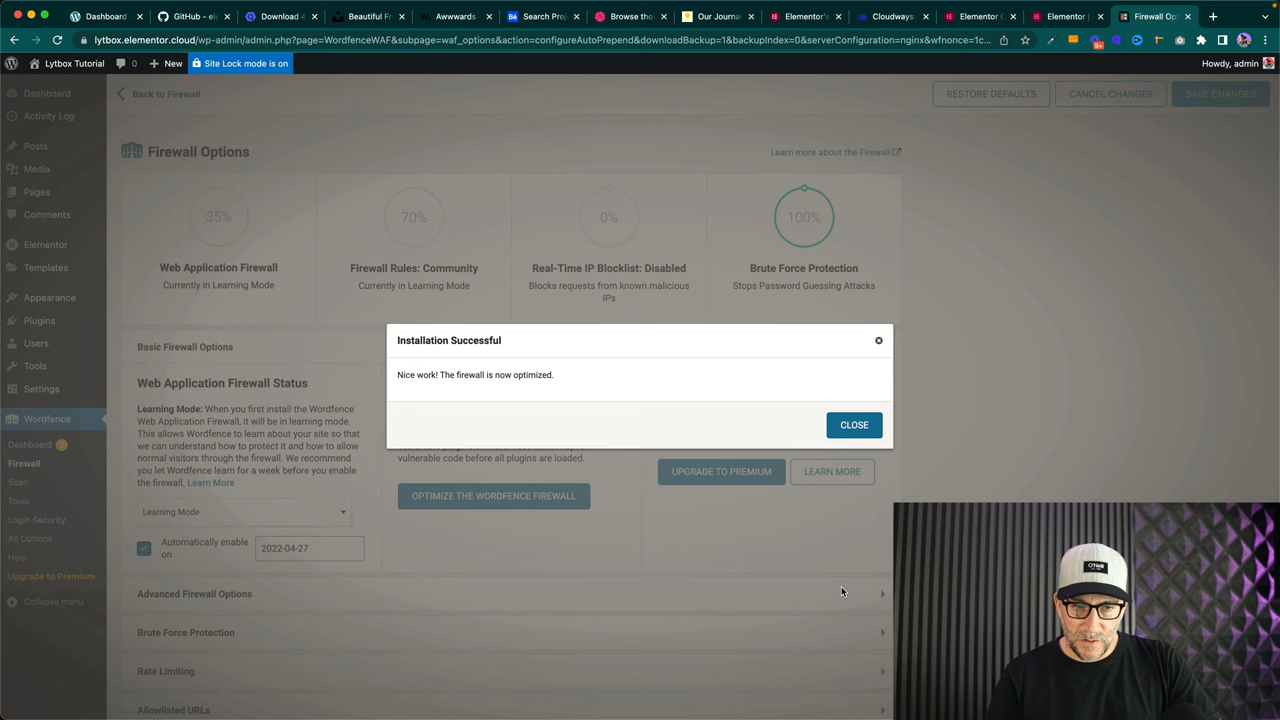 Dashboard
GitHub - ele
Download 4
Beautiful Fr
Awwwards
Search Proj
Browse tho
Our Journal
Elementor's
Cloudways
Elementor C
Elementor |
Firewall Opt
lytbox.elementor.cloud/wp-admin/admin.php?page=WordfenceWAF&subpage=waf_options&action=configureAutoPrepend&downloadBackup=1&backupIndex=0&serverConfiguration=nginx&wfnonce=1c...
Lytbox Tutorial
0
New
Site Lock mode is on
Howdy, admin
Dashboard
Activity Log
Posts
Media
Pages
Comments
Elementor
Templates
Appearance
Plugins
Users
Tools
Settings
Wordfence
Dashboard
Firewall
Scan
Tools
Login Security
All Options
Help
Upgrade to Premium
Collapse menu
Back to Firewall
RESTORE DEFAULTS
CANCEL CHANGES
SAVE CHANGES
Firewall Options
Learn more about the Firewall
35%
Web Application Firewall
Currently in Learning Mode
70%
Firewall Rules: Community
Currently in Learning Mode
0%
Real-Time IP Blocklist: Disabled
Blocks requests from known malicious
IPs
100%
Brute Force Protection
Stops Password Guessing Attacks
Basic Firewall Options
Web Application Firewall Status
Learning Mode: When you first install the Wordfence
Web Application Firewall, it will be in learning mode.
This allows Wordfence to learn about your site so that
we can understand how to protect it and how to allow
normal visitors through the firewall. We recommend
you let Wordfence learn for a week before you enable
the firewall. Learn More
Learning Mode
Automatically enable
on
2022-04-27
Installation Successful
Nice work! The firewall is now optimized.
CLOSE
vulnerable code before all plugins are loaded.
OPTIMIZE THE WORDFENCE FIREWALL
UPGRADE TO PREMIUM
LEARN MORE
Advanced Firewall Options
Brute Force Protection
Rate Limiting
Allowlisted URLs
O'Neill